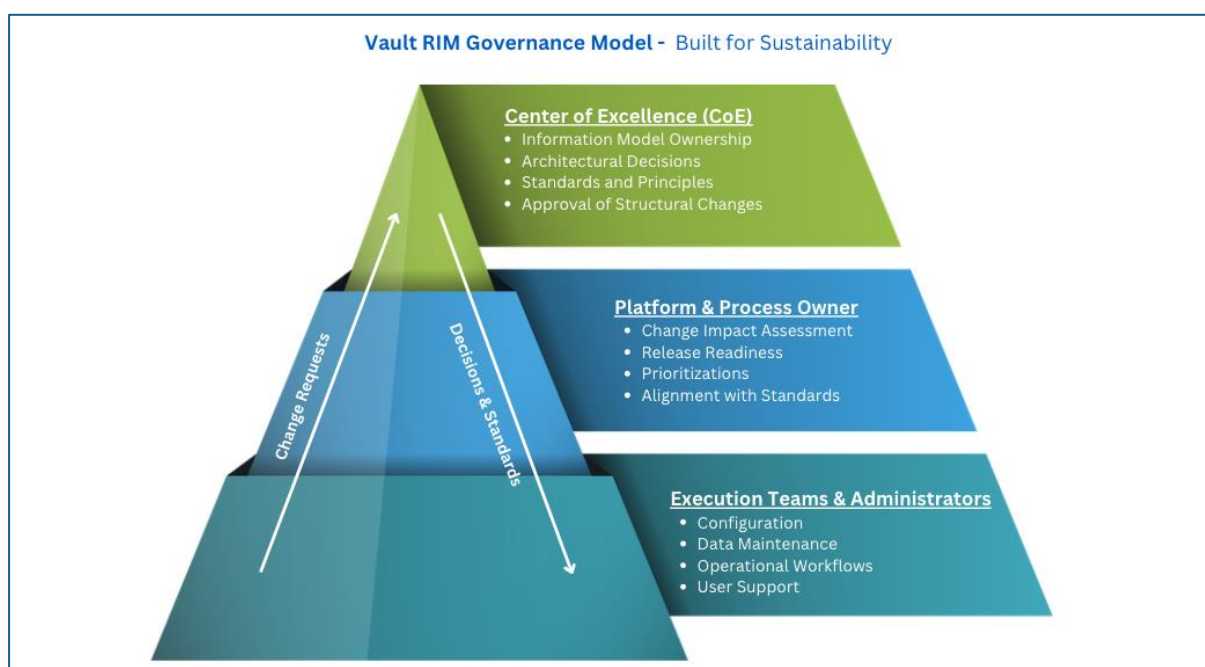 Vault RIM Governance Model - Built for Sustainability
Center of Excellence (CoE)
• Information Model Ownership
• Architectural Decisions
• Standards and Principles
• Approval of Structural Changes
Platform & Process Owner
• Change Impact Assessment
• Release Readiness
• Prioritizations
• Alignment with Standards
Change Requests
Decisions & Standards
Execution Teams & Administrators
• Configuration
• Data Maintenance
• Operational Workflows
• User Support